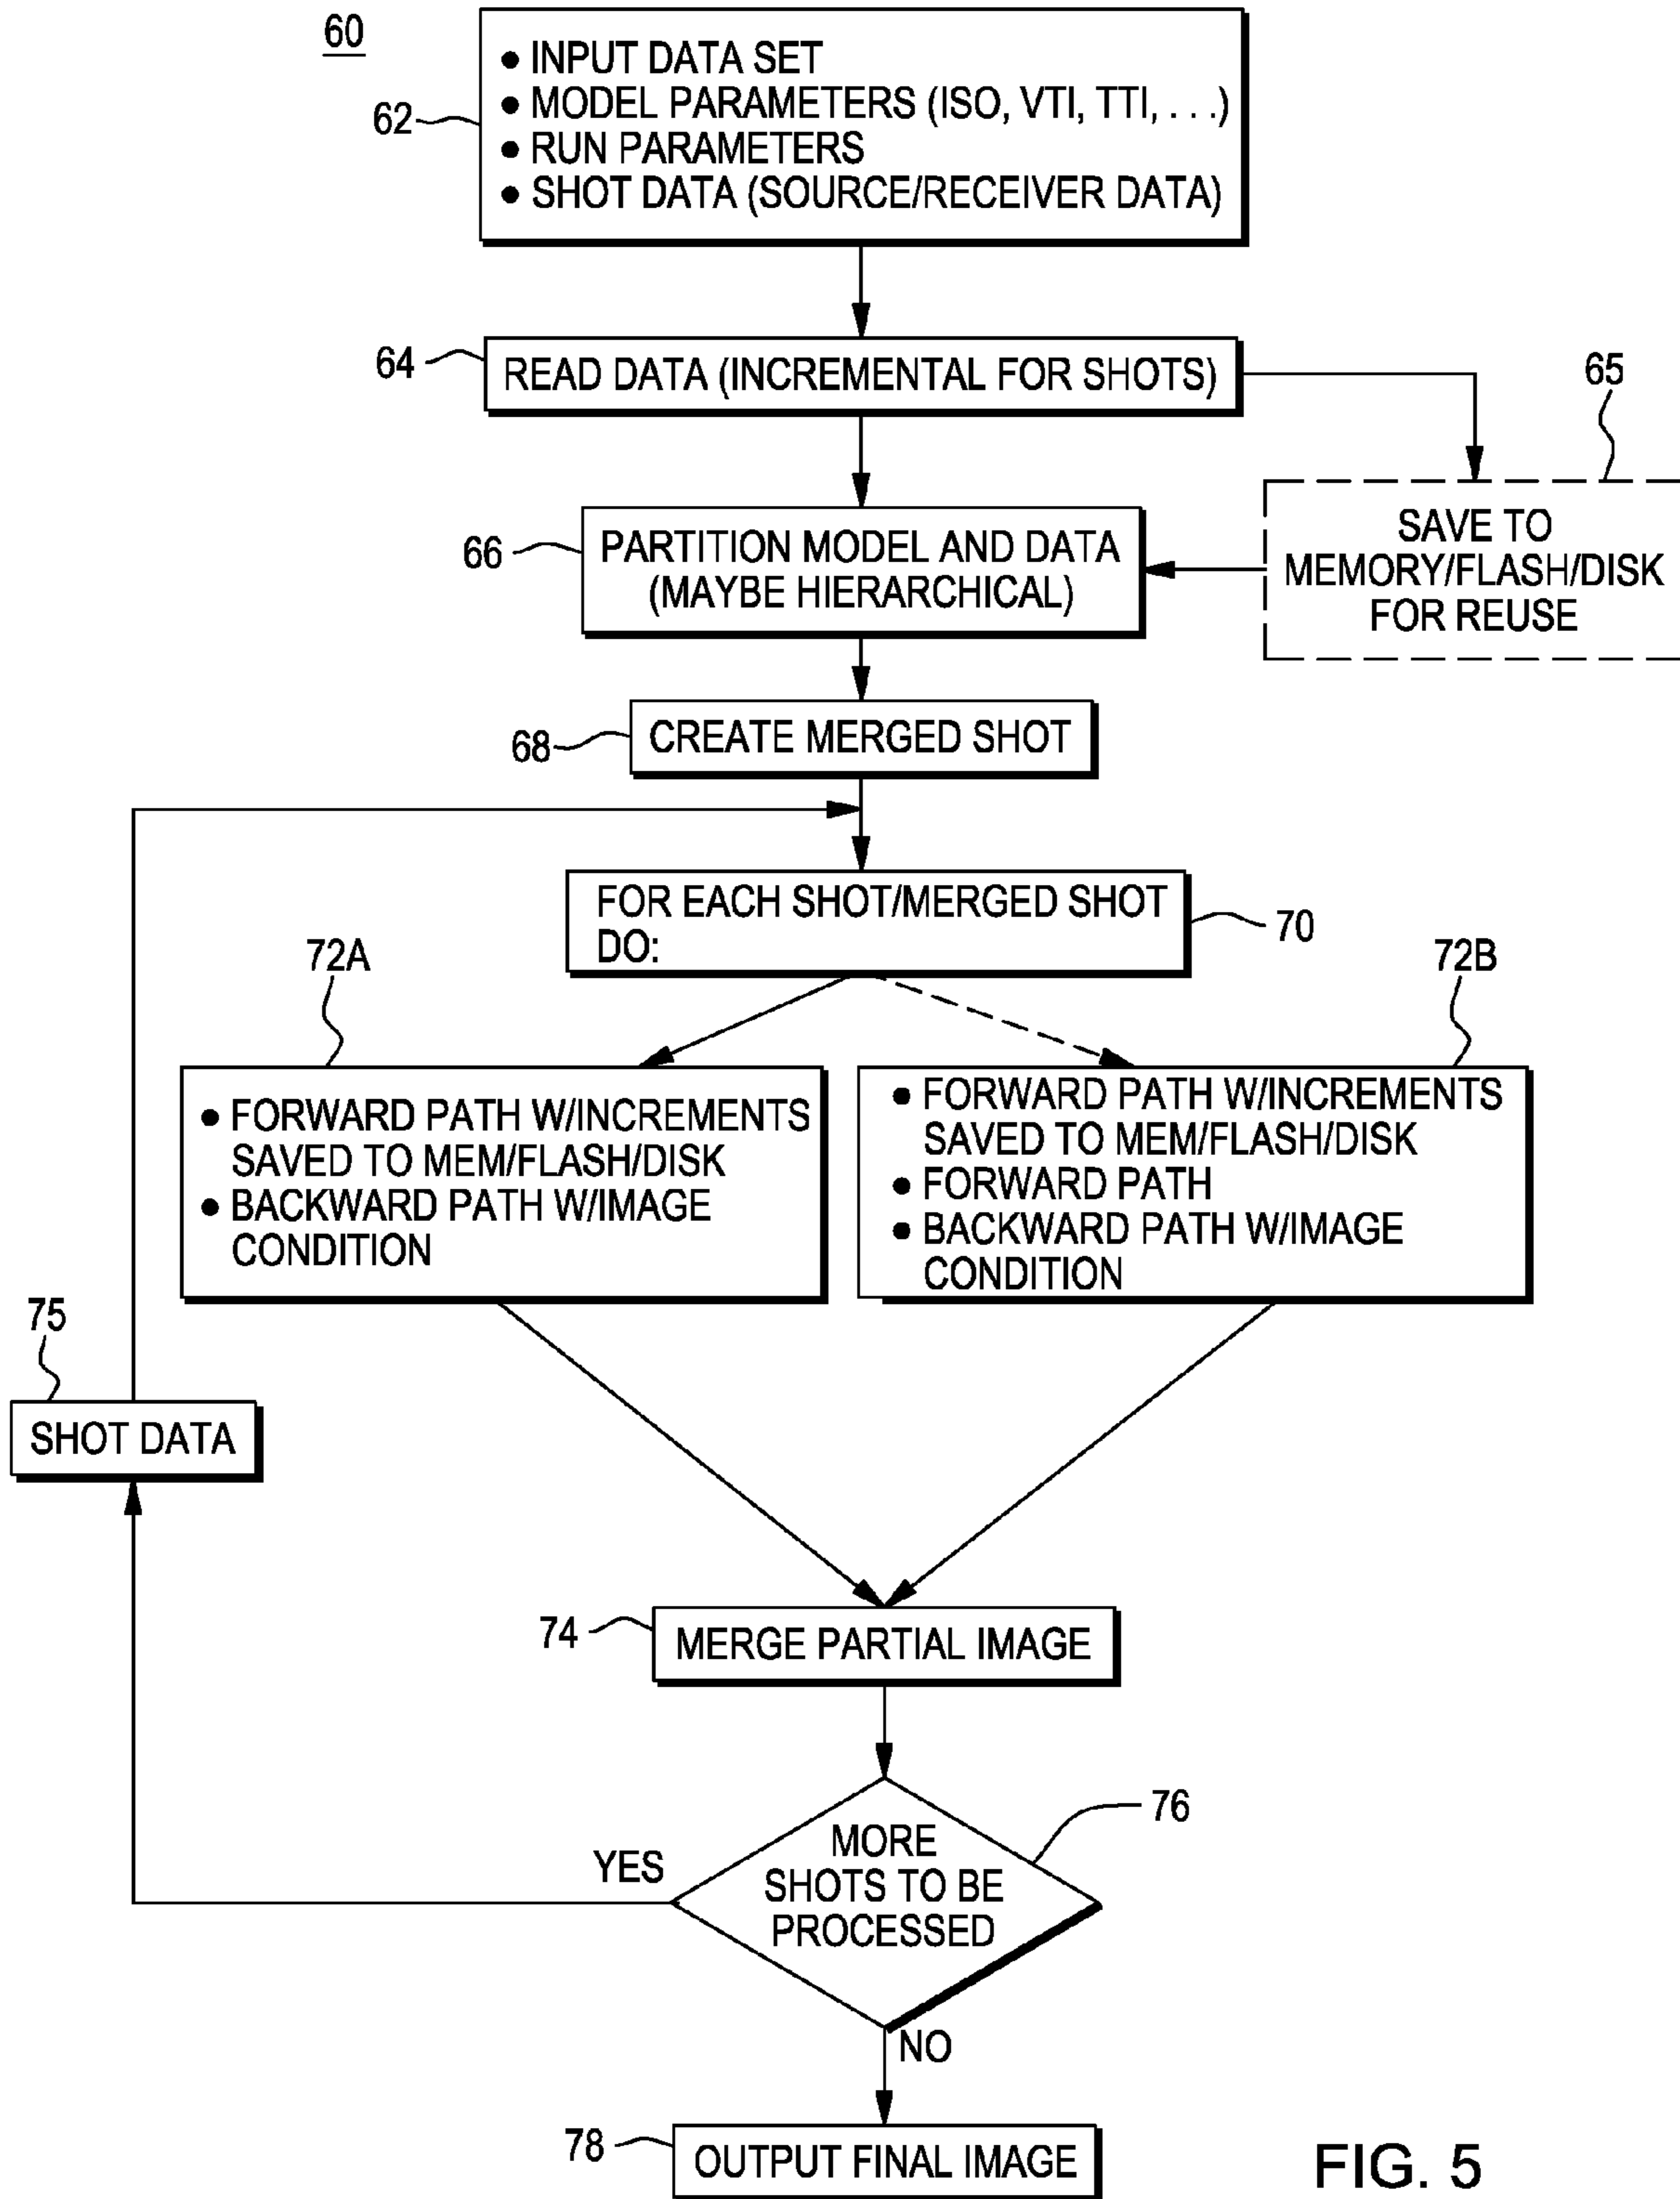 60
62
• INPUT DATA SET
• MODEL PARAMETERS (ISO, VTI, TTI, . . .)
• RUN PARAMETERS
• SHOT DATA (SOURCE/RECEIVER DATA)
64
READ DATA (INCREMENTAL FOR SHOTS)
65
SAVE TO
MEMORY/FLASH/DISK
FOR REUSE
66
PARTITION MODEL AND DATA
(MAYBE HIERARCHICAL)
68
CREATE MERGED SHOT
FOR EACH SHOT/MERGED SHOT
DO:
70
72A
• FORWARD PATH W/INCREMENTS
SAVED TO MEM/FLASH/DISK
• BACKWARD PATH W/IMAGE
CONDITION
72B
• FORWARD PATH W/INCREMENTS
SAVED TO MEM/FLASH/DISK
• FORWARD PATH
• BACKWARD PATH W/IMAGE
CONDITION
75
SHOT DATA
74
MERGE PARTIAL IMAGE
76
MORE
SHOTS TO BE
PROCESSED
YES
NO
78
OUTPUT FINAL IMAGE
FIG. 5